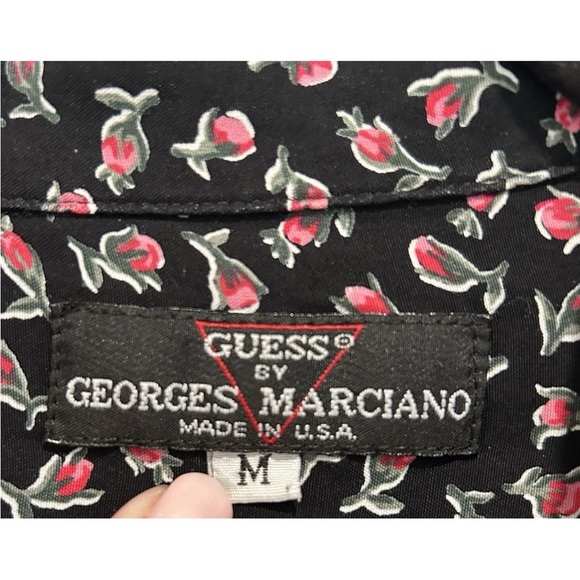 GUESS®
BY
GEORGES MARCIANO
MADE IN U.S.A.
M